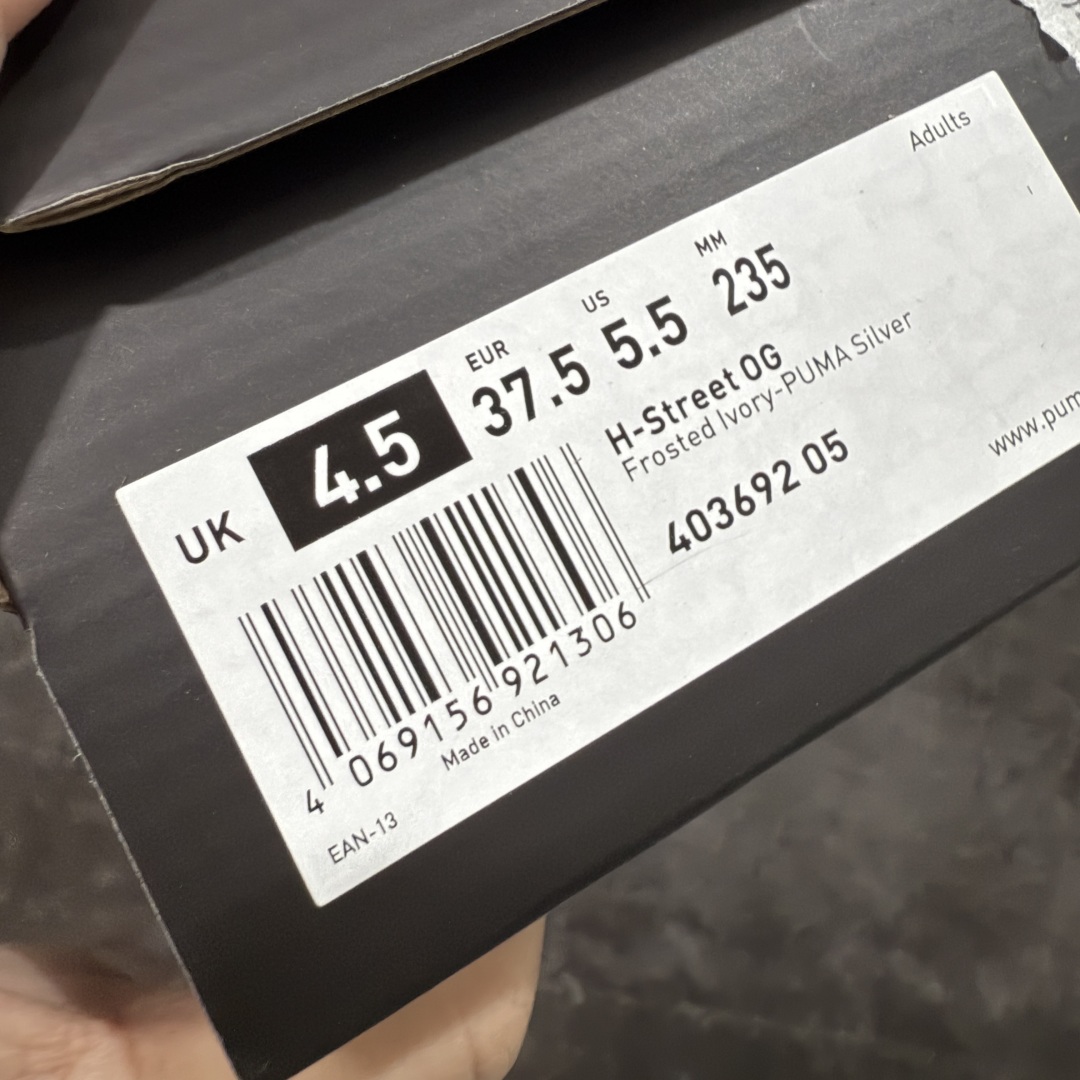 Adults
UK 4.5
EUR 37.5
US 5.5
MM 235
H-Street OG
Frosted Ivory-PUMA Silver
403692 05
www.pum
4 069156 921306
Made in China
EAN-13